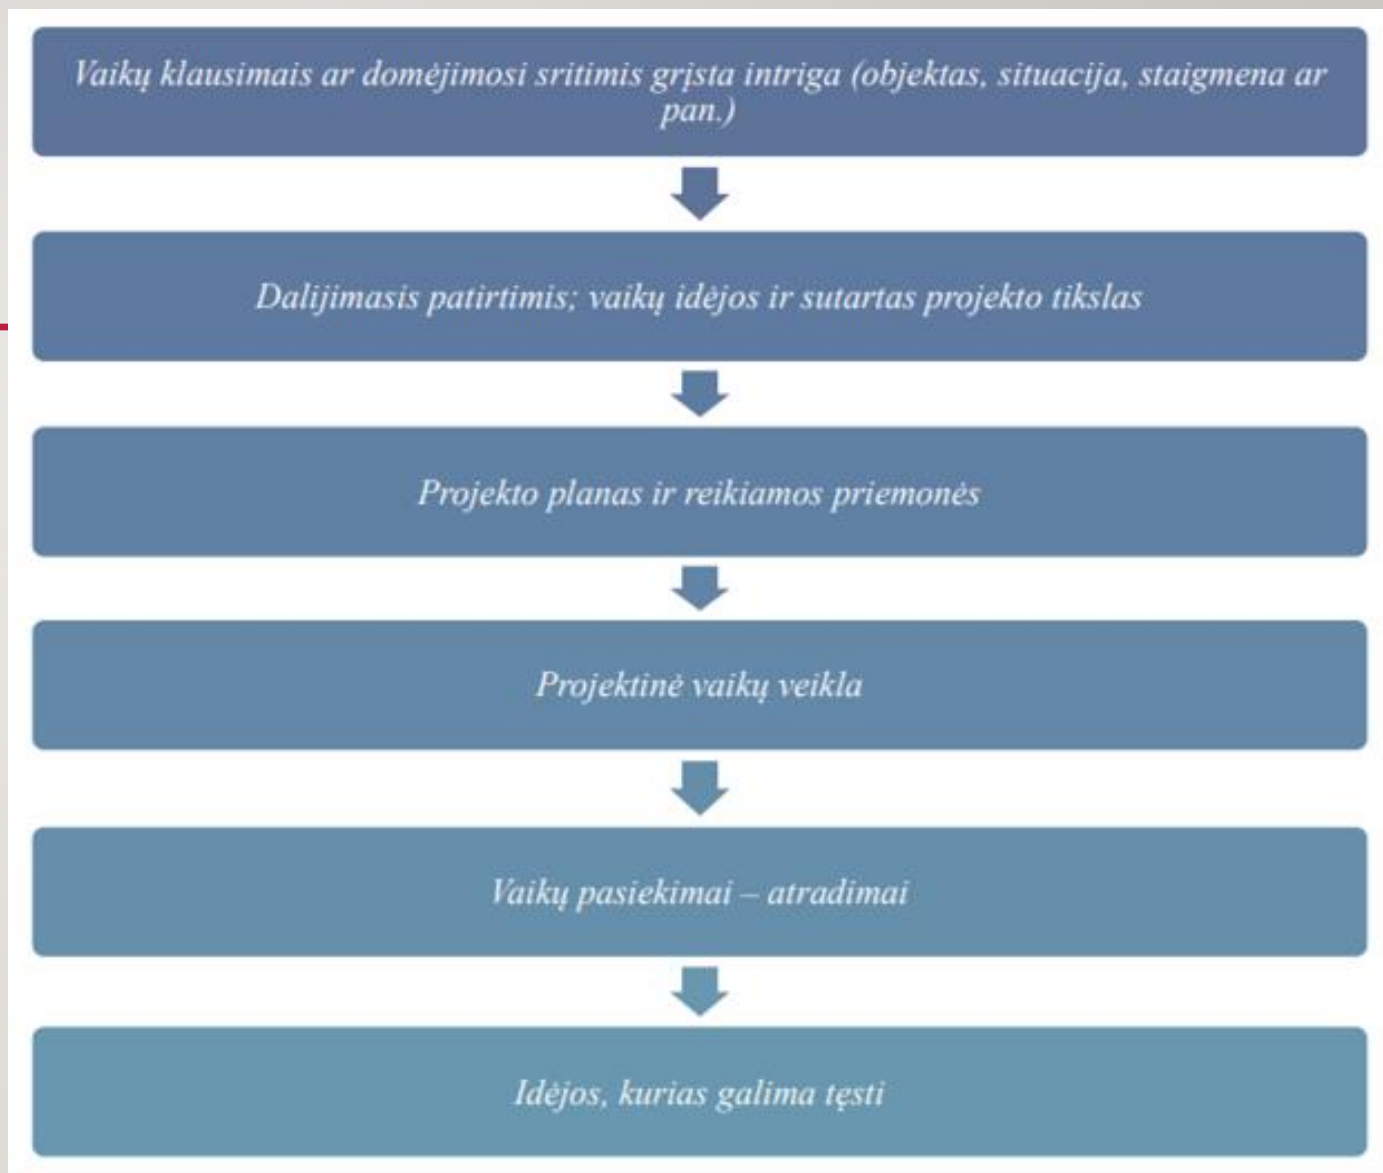 Vaikų klausimais ar domėjimosi sritimis grįsta intriga (objektas, situacija, staigmena ar
pan.)
Dalijimasis patirtimis; vaikų idėjos ir sutartas projekto tikslas
Projekto planas ir reikiamos priemonės
Projektinė vaikų veikla
Vaikų pasiekimai – atradimai
Idėjos, kurias galima tęsti